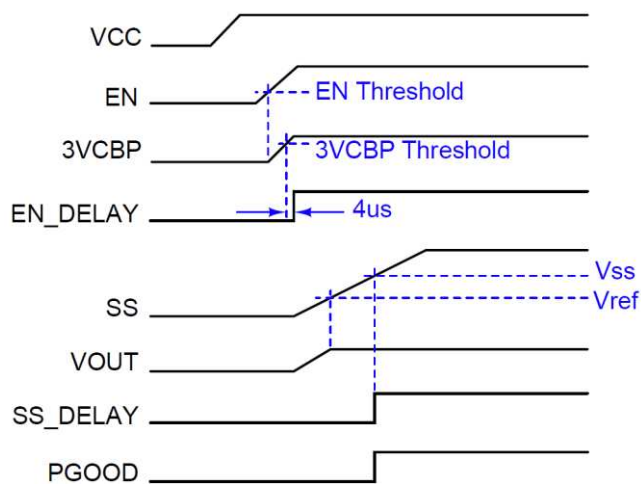 VCC
EN
EN Threshold
3VCBP
3VCBP Threshold
EN_DELAY
4us
Vss
SS
Vref
VOUT
SS_DELAY
PGOOD